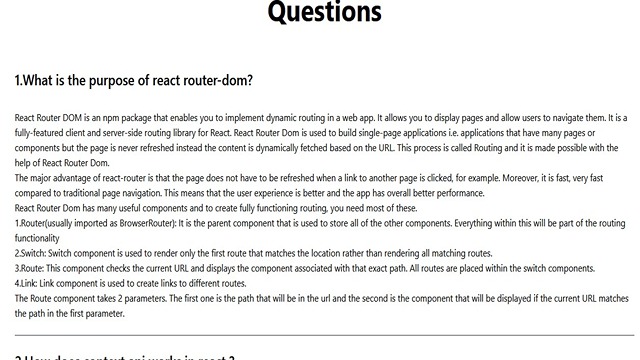 Questions
1.What is the purpose of react router-dom?
React Router DOM is an npm package that enables you to implement dynamic routing in a web app. It allows you to display pages and allow users to navigate them. It is a
fully-featured client and server-side routing library for React. React Router Dom is used to build single-page applications i.e. applications that have many pages or
components but the page is never refreshed instead the content is dynamically fetched based on the URL. This process is called Routing and it is made possible with the
help of React Router Dom.
The major advantage of react-router is that the page does not have to be refreshed when a link to another page is clicked, for example. Moreover, it is fast, very fast
compared to traditional page navigation. This means that the user experience is better and the app has overall better performance.
React Router Dom has many useful components and to create fully functioning routing, you need most of these.
1.Router(usually imported as BrowserRouter): It is the parent component that is used to store all of the other components. Everything within this will be part of the routing
functionality
2.Switch: Switch component is used to render only the first route that matches the location rather than rendering all matching routes.
3.Route: This component checks the current URL and displays the component associated with that exact path. All routes are placed within the switch components.
4.Link: Link component is used to create links to different routes.
The Route component takes 2 parameters. The first one is the path that will be in the url and the second is the component that will be displayed if the current URL matches
the path in the first parameter.
2.How does context api works in react ?